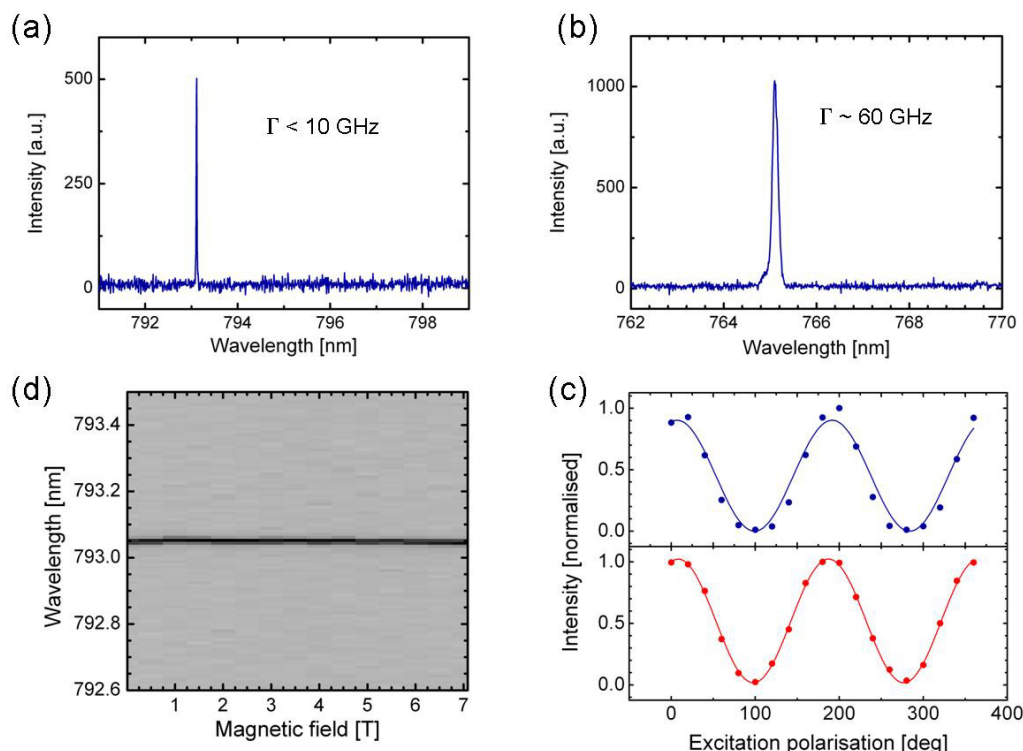 (a)
500
250
0
Intensity [a.u.]
Γ < 10 GHz
792
794
796
798
Wavelength [nm]
(b)
1000
500
0
Intensity [a.u.]
Γ ~ 60 GHz
762
764
766
768
770
Wavelength [nm]
(d)
793.4
793.2
793.0
792.8
792.6
Wavelength [nm]
1
2
3
4
5
6
7
Magnetic field [T]
(c)
1.0
0.5
0.0
1.0
0.5
0.0
Intensity [normalised]
0
100
200
300
400
Excitation polarisation [deg]